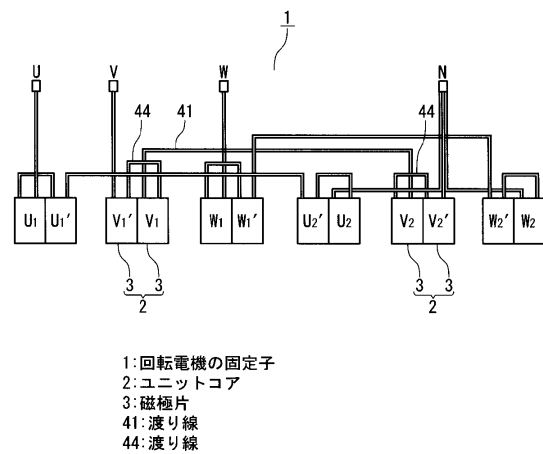 1
U V W N
44 41 44
U1 U1′ V1′ V1 W1 W1′ U2′ U2 V2 V2′ W2′ W2
3 3 3 3
2 2
1:回転電機の固定子
2:ユニットコア
3:磁極片
41:渡り線
44:渡り線